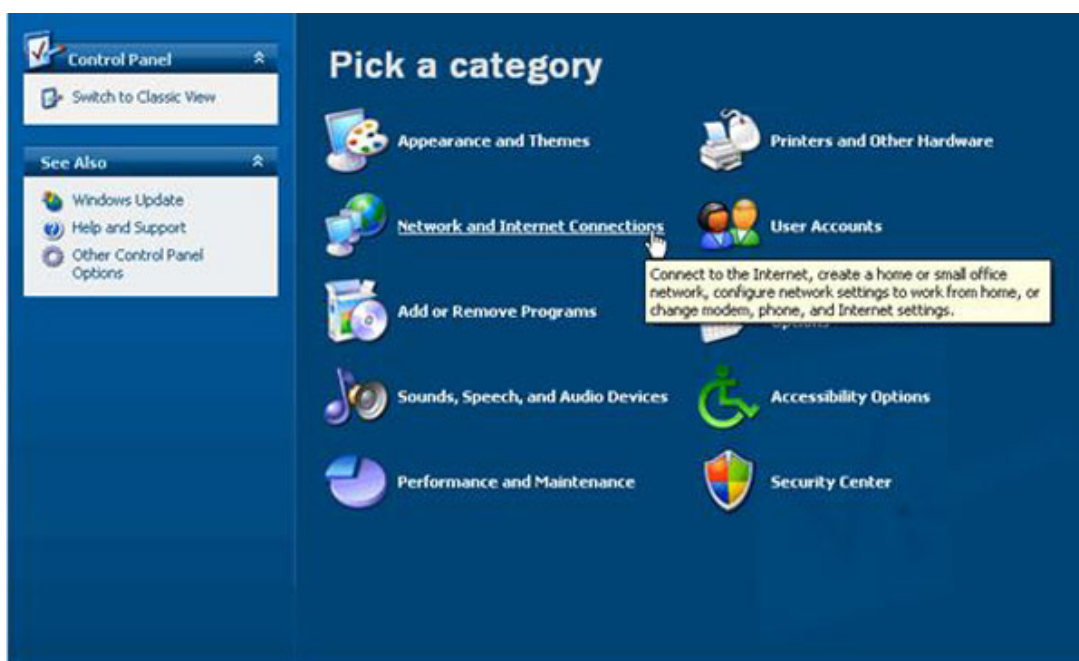 Control Panel
Switch to Classic View
See Also
Windows Update
Help and Support
Other Control Panel
Options
Pick a category
Appearance and Themes
Printers and Other Hardware
Network and Internet Connections
User Accounts
Connect to the Internet, create a home or small office
network, configure network settings to work from home, or
change modem, phone, and Internet settings.
Add or Remove Programs
Options
Sounds, Speech, and Audio Devices
Accessibility Options
Performance and Maintenance
Security Center